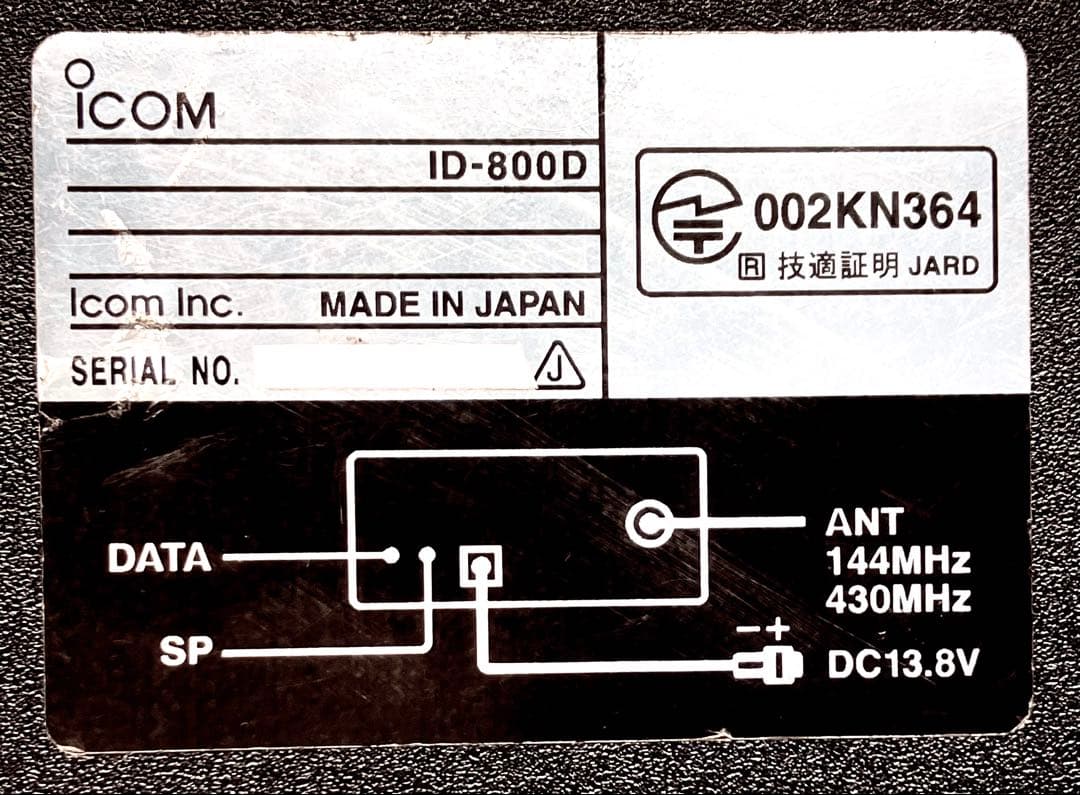 ICOM
ID-800D
Icom Inc. MADE IN JAPAN
SERIAL NO. J
002KN364
R 技適証明 JARD
DATA
SP
ANT
144MHz
430MHz
- +
DC13.8V